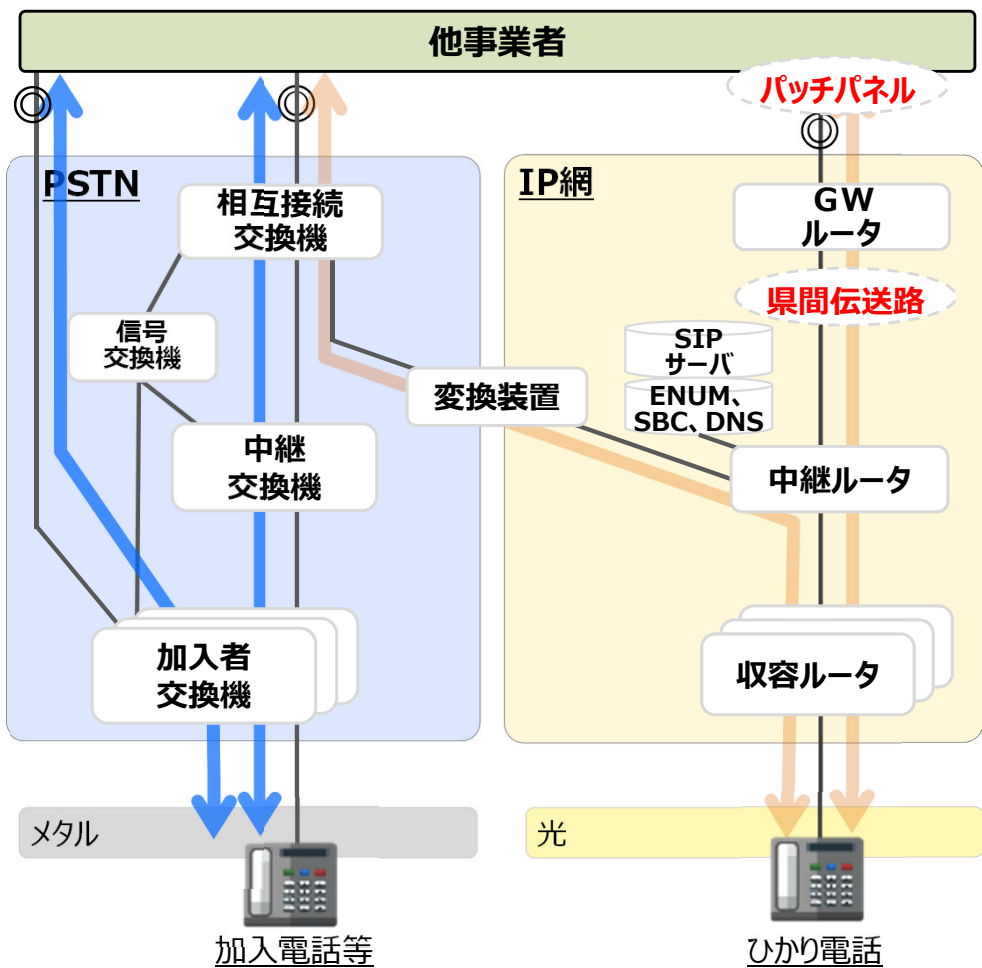 他事業者
パッチパネル
PSTN
IP網
相互接続
交換機
GW
ルータ
県間伝送路
信号
交換機
SIP
サーバ
変換装置
ENUM、
SBC、DNS
中継
交換機
中継ルータ
加入者
交換機
収容ルータ
メタル
光
加入電話等
ひかり電話